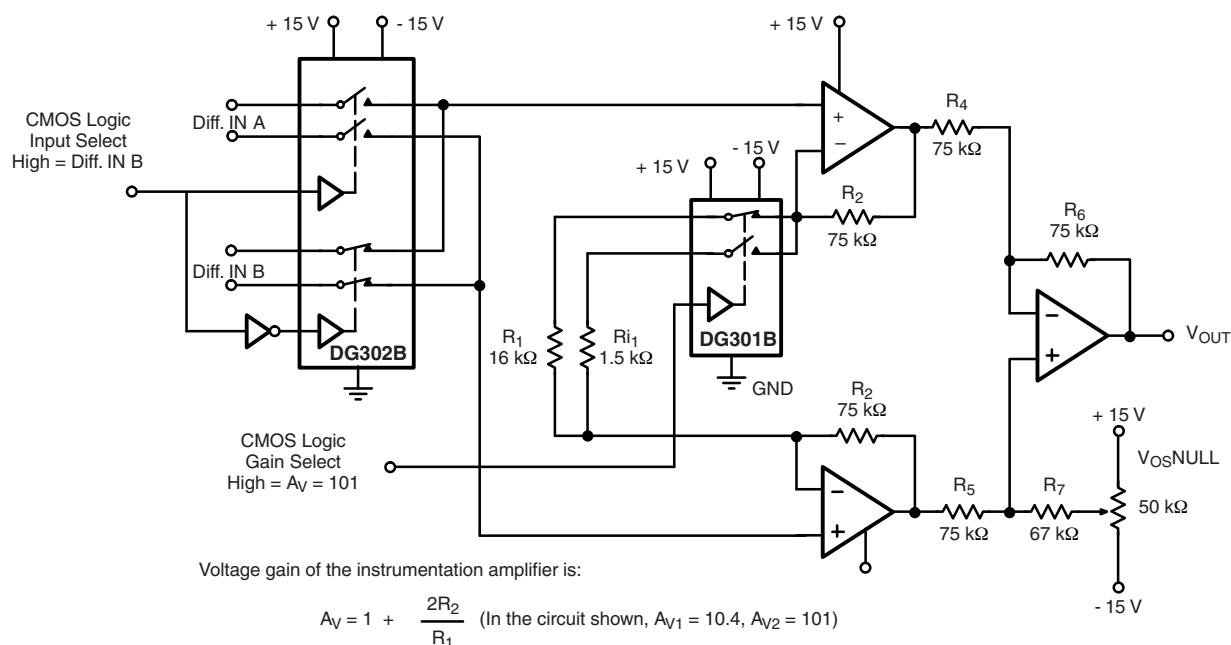 + 15 V
- 15 V
+ 15 V
CMOS Logic
Input Select
High = Diff. IN B
Diff. IN A
+
−
R4
75 kΩ
+ 15 V
- 15 V
R2
75 kΩ
R6
75 kΩ
Diff. IN B
DG302B
R1
16 kΩ
Ri1
1.5 kΩ
DG301B
GND
−
+
VOUT
CMOS Logic
Gain Select
High = AV = 101
R2
75 kΩ
−
+
R5
75 kΩ
R7
67 kΩ
+ 15 V
VOSNULL
50 kΩ
- 15 V
Voltage gain of the instrumentation amplifier is:
AV = 1 + 2R2 / R1 (In the circuit shown, AV1 = 10.4, AV2 = 101)